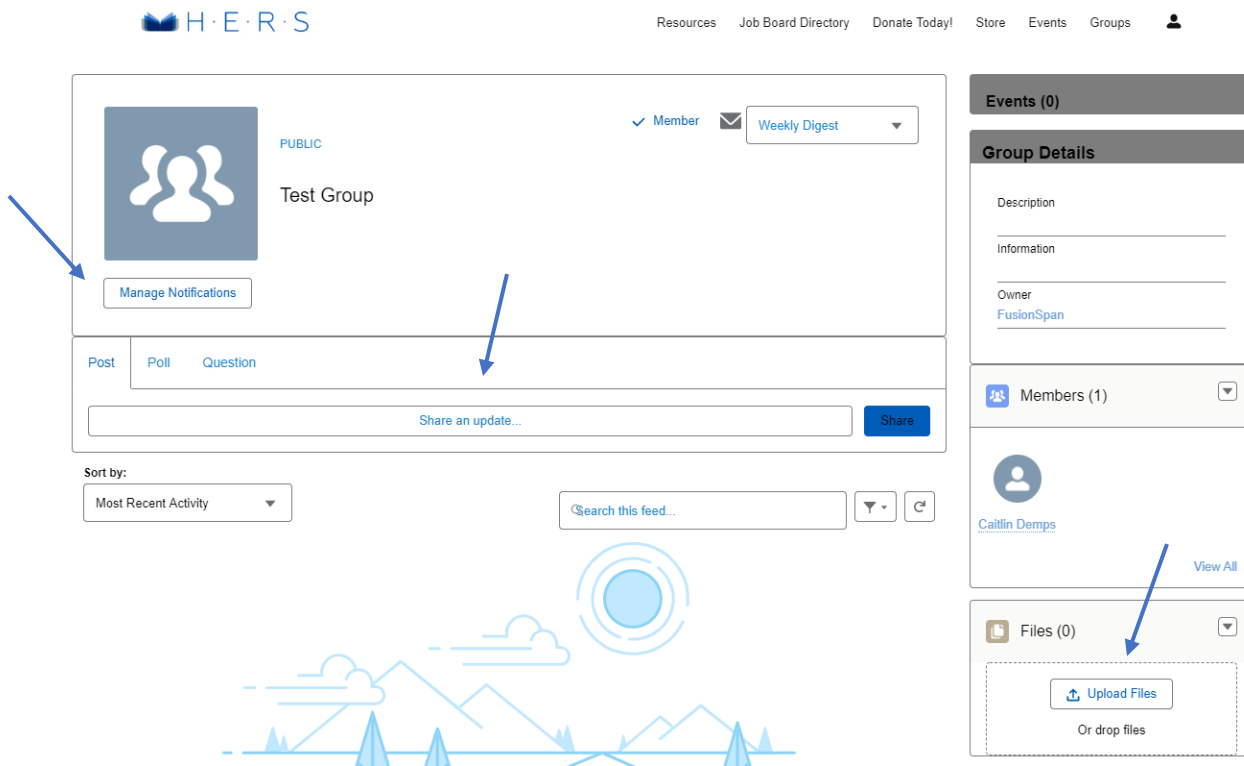 H·E·R·S
Resources Job Board Directory Donate Today! Store Events Groups
PUBLIC
Test Group
Member
Weekly Digest
Manage Notifications
Post Poll Question
Share an update...
Share
Sort by:
Most Recent Activity
Search this feed...
Events (0)
Group Details
Description
Information
Owner
FusionSpan
Members (1)
Caitlin Demps
View All
Files (0)
Upload Files
Or drop files